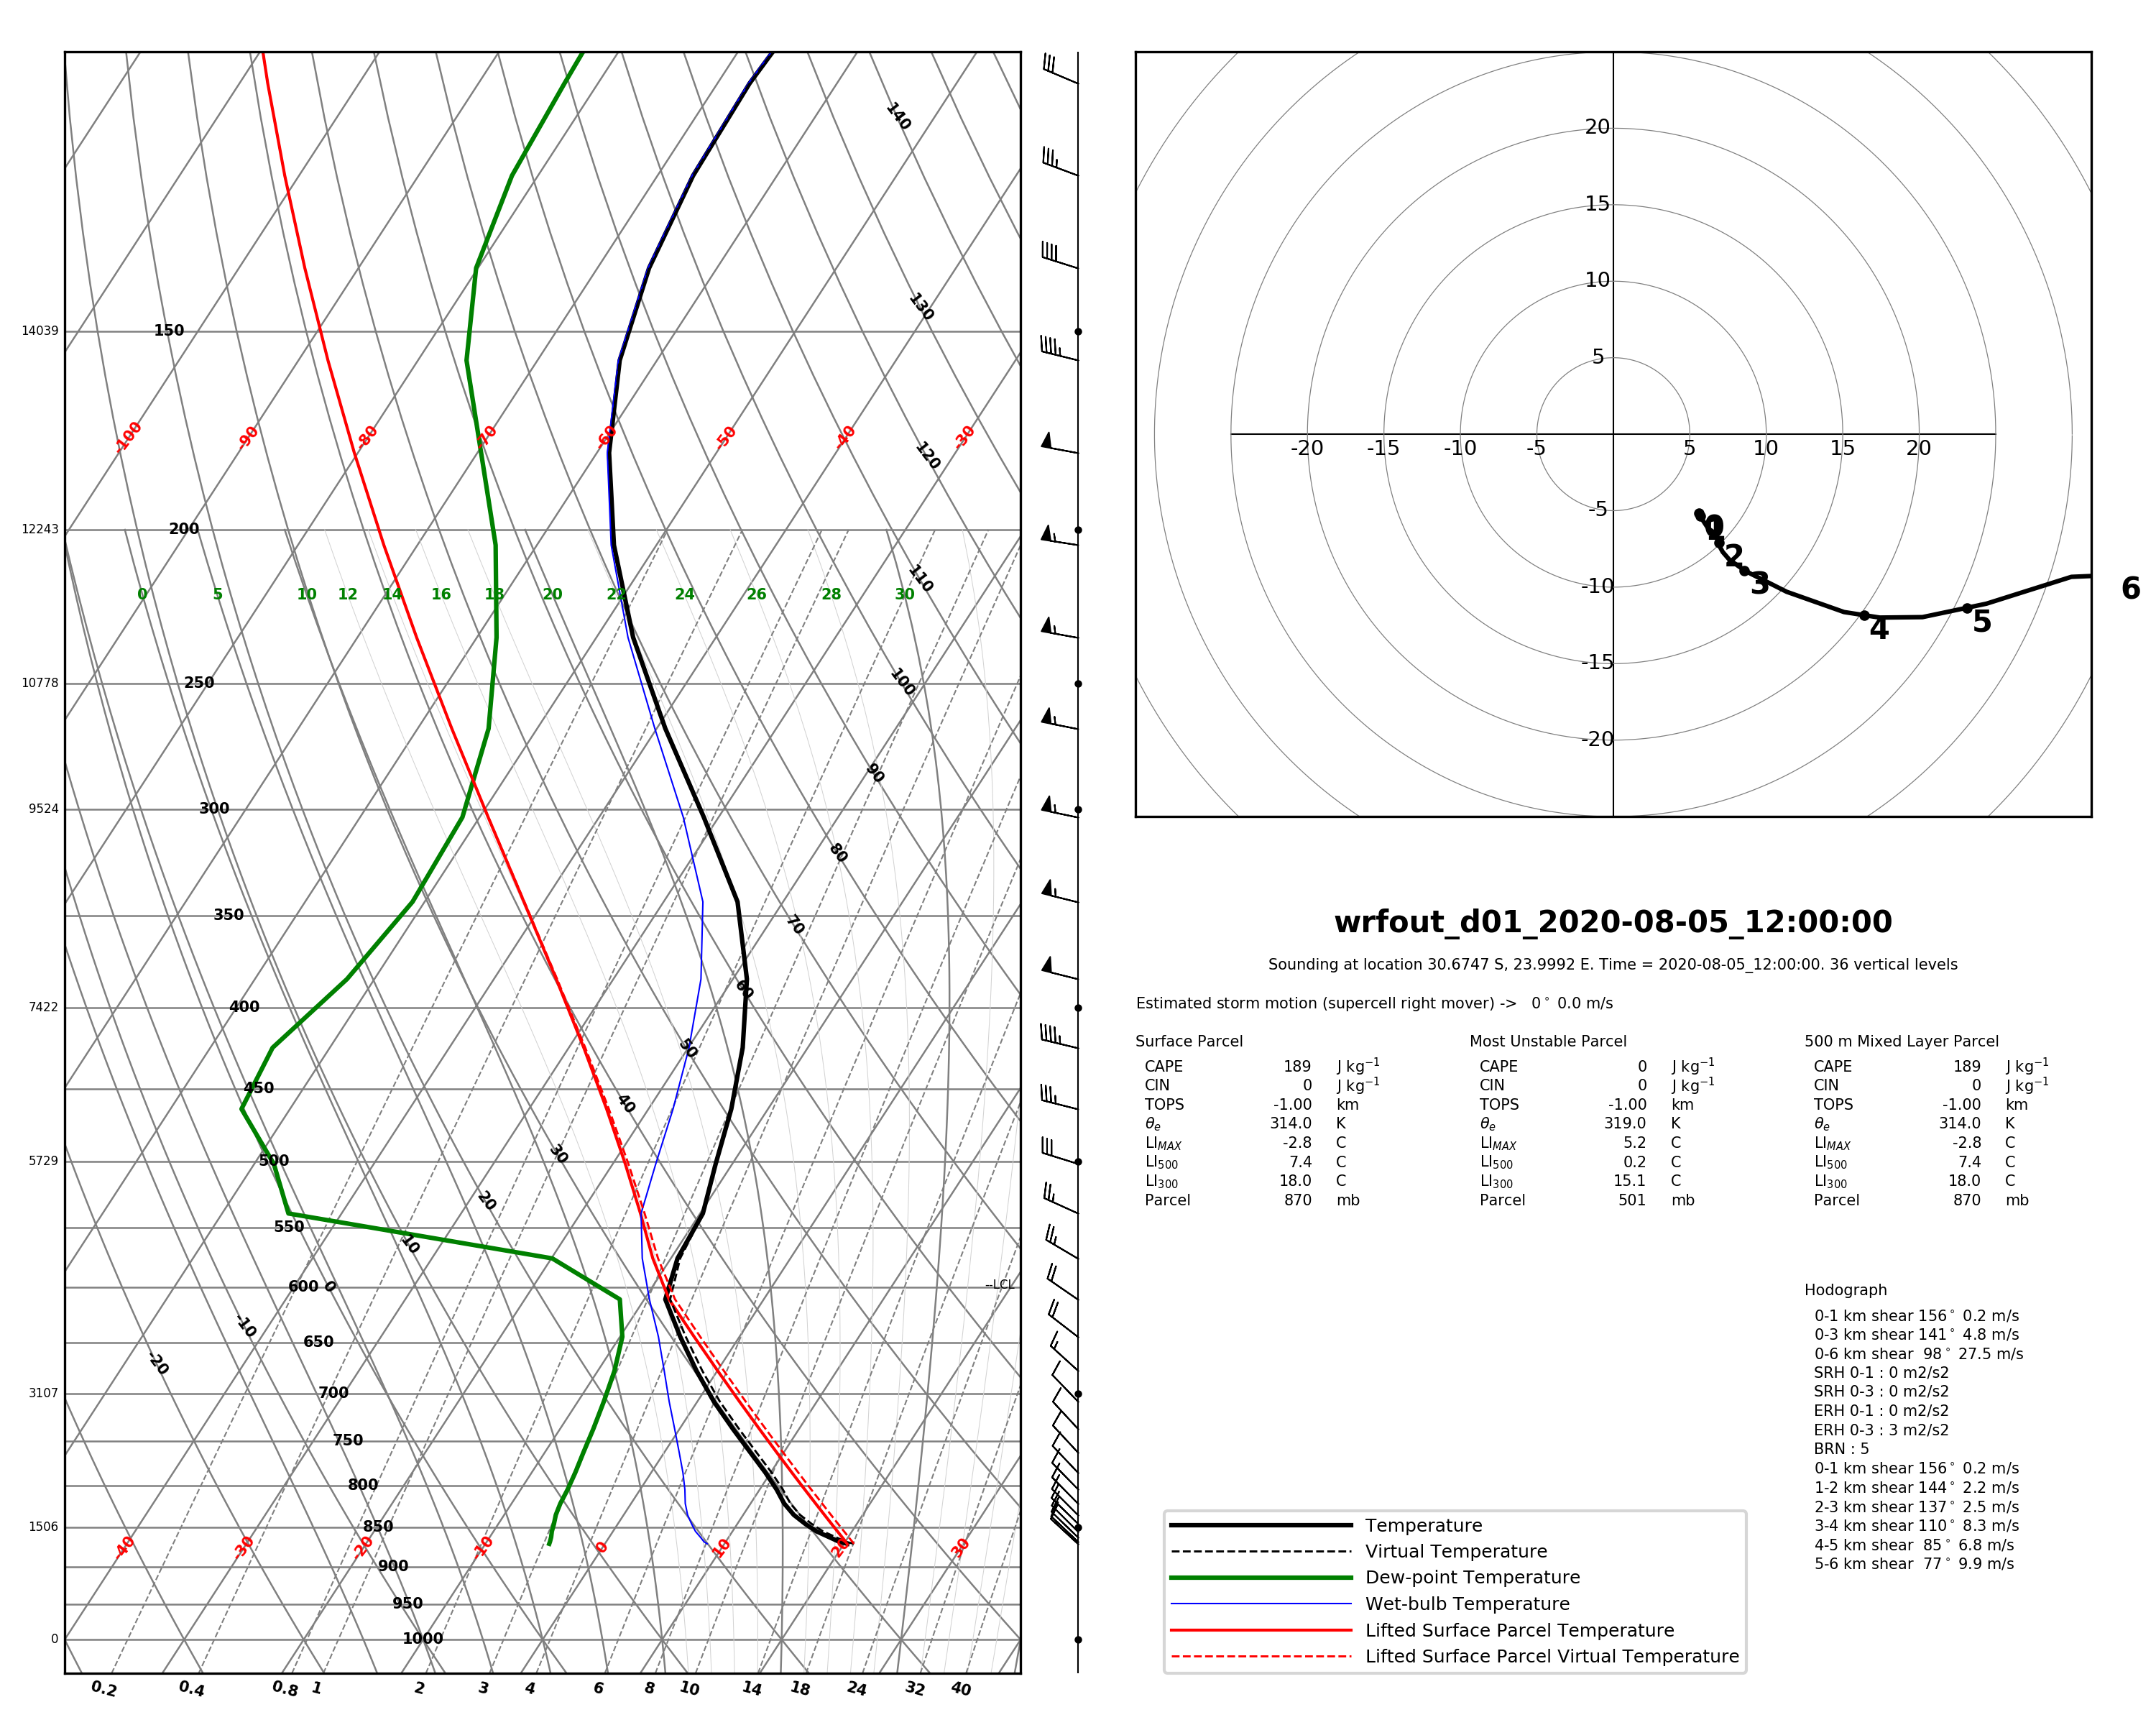 140
130
14039 150
-100 -90 -80 -70 -60 -50 -40 -30
120
12243 200
110
0 5 10 12 14 16 18 20 22 24 26 28 30
100
10778 250
90
9524 300
80
350
70
60
7422 400
50
450
40
5729 500
30
20
550
10
600 0 --LCL
-10
650
-20
3107 700
750
800
1506 850
-40 -30 -20 -10 0 10 20 30
900
950
0 1000
0.2 0.4 0.8 1 2 3 4 6 8 10 14 18 24 32 40
20
15
10
5
-20 -15 -10 -5 5 10 15 20
-5
-10
-15
-20
2
3
4
5
6
wrfout_d01_2020-08-05_12:00:00
Sounding at location 30.6747 S, 23.9992 E. Time = 2020-08-05_12:00:00. 36 vertical levels
Estimated storm motion (supercell right mover) -> 0° 0.0 m/s
Surface Parcel
CAPE 189 J kg⁻¹
CIN 0 J kg⁻¹
TOPS -1.00 km
θe 314.0 K
LI_MAX -2.8 C
LI_500 7.4 C
LI_300 18.0 C
Parcel 870 mb
Most Unstable Parcel
CAPE 0 J kg⁻¹
CIN 0 J kg⁻¹
TOPS -1.00 km
θe 319.0 K
LI_MAX 5.2 C
LI_500 0.2 C
LI_300 15.1 C
Parcel 501 mb
500 m Mixed Layer Parcel
CAPE 189 J kg⁻¹
CIN 0 J kg⁻¹
TOPS -1.00 km
θe 314.0 K
LI_MAX -2.8 C
LI_500 7.4 C
LI_300 18.0 C
Parcel 870 mb
Hodograph
0-1 km shear 156° 0.2 m/s
0-3 km shear 141° 4.8 m/s
0-6 km shear 98° 27.5 m/s
SRH 0-1 : 0 m2/s2
SRH 0-3 : 0 m2/s2
ERH 0-1 : 0 m2/s2
ERH 0-3 : 3 m2/s2
BRN : 5
0-1 km shear 156° 0.2 m/s
1-2 km shear 144° 2.2 m/s
2-3 km shear 137° 2.5 m/s
3-4 km shear 110° 8.3 m/s
4-5 km shear 85° 6.8 m/s
5-6 km shear 77° 9.9 m/s
Temperature
Virtual Temperature
Dew-point Temperature
Wet-bulb Temperature
Lifted Surface Parcel Temperature
Lifted Surface Parcel Virtual Temperature